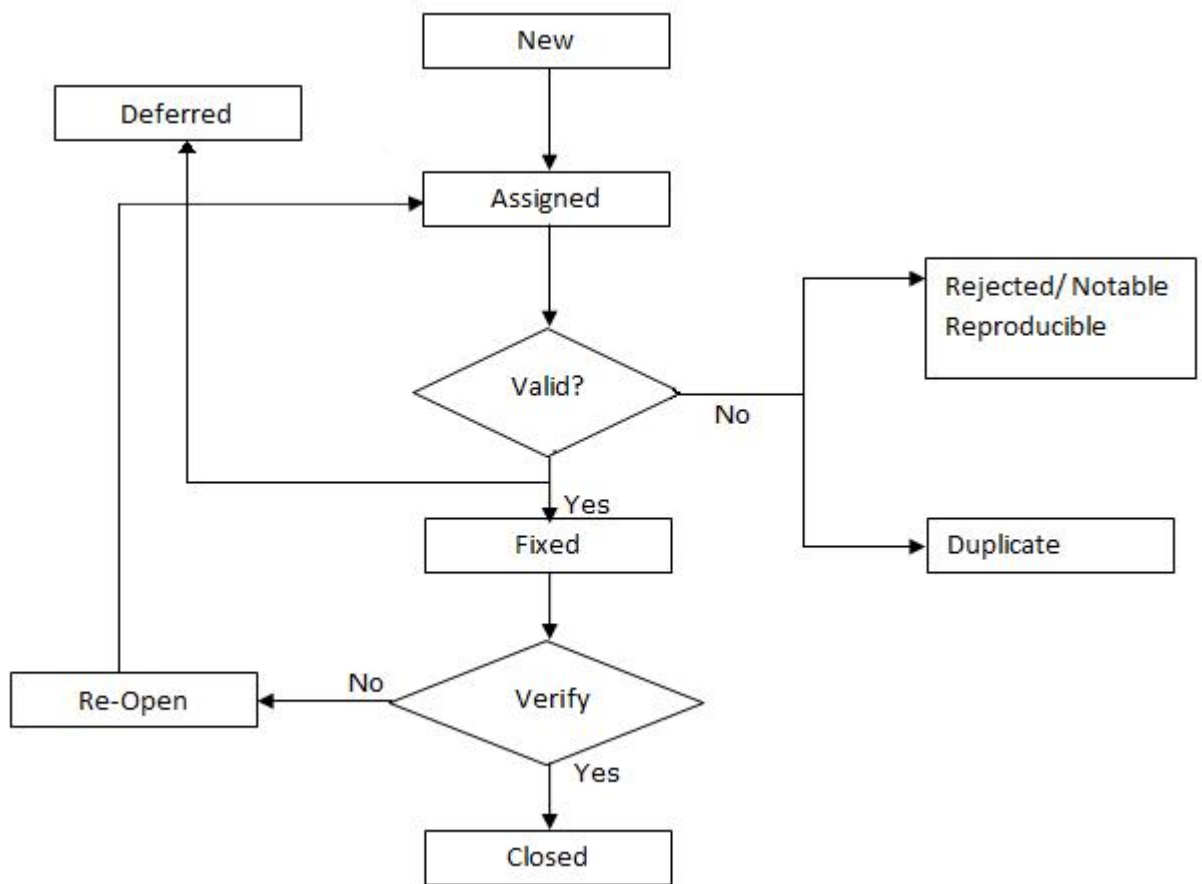 New
Deferred
Assigned
Rejected/ Notable
Reproducible
Valid?
No
Yes
Fixed
Duplicate
No
Re-Open
Verify
Yes
Closed